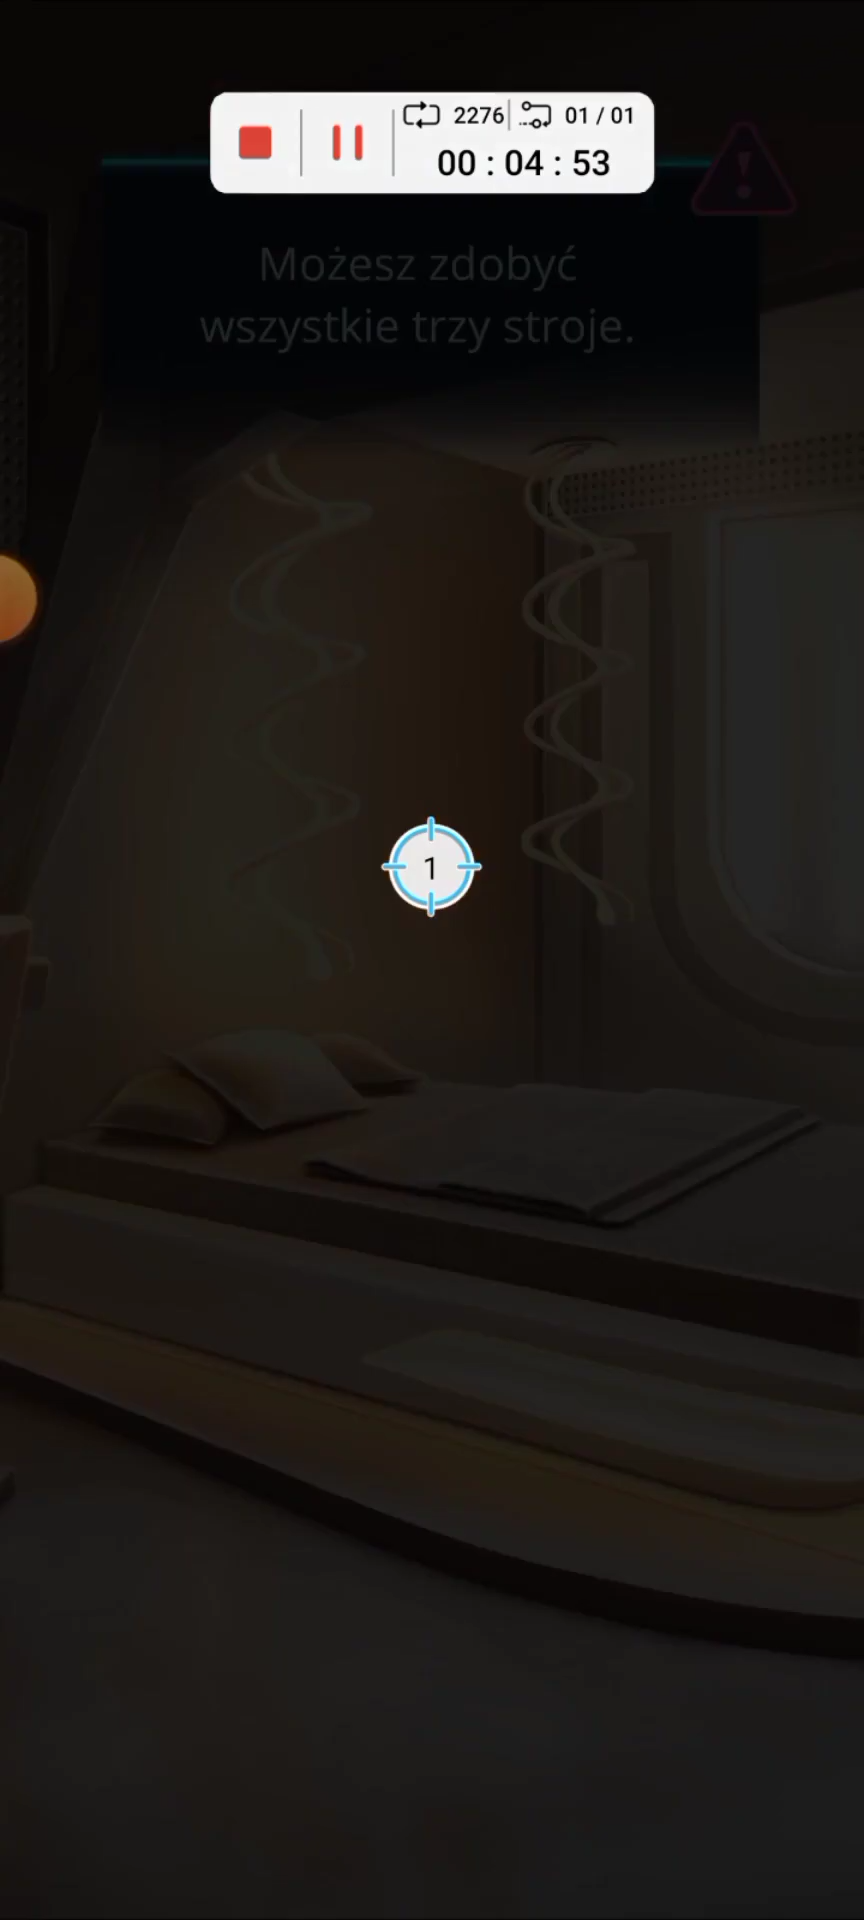 2276 01 / 01
00 : 04 : 53
!
Możesz zdobyć
wszystkie trzy stroje.
1